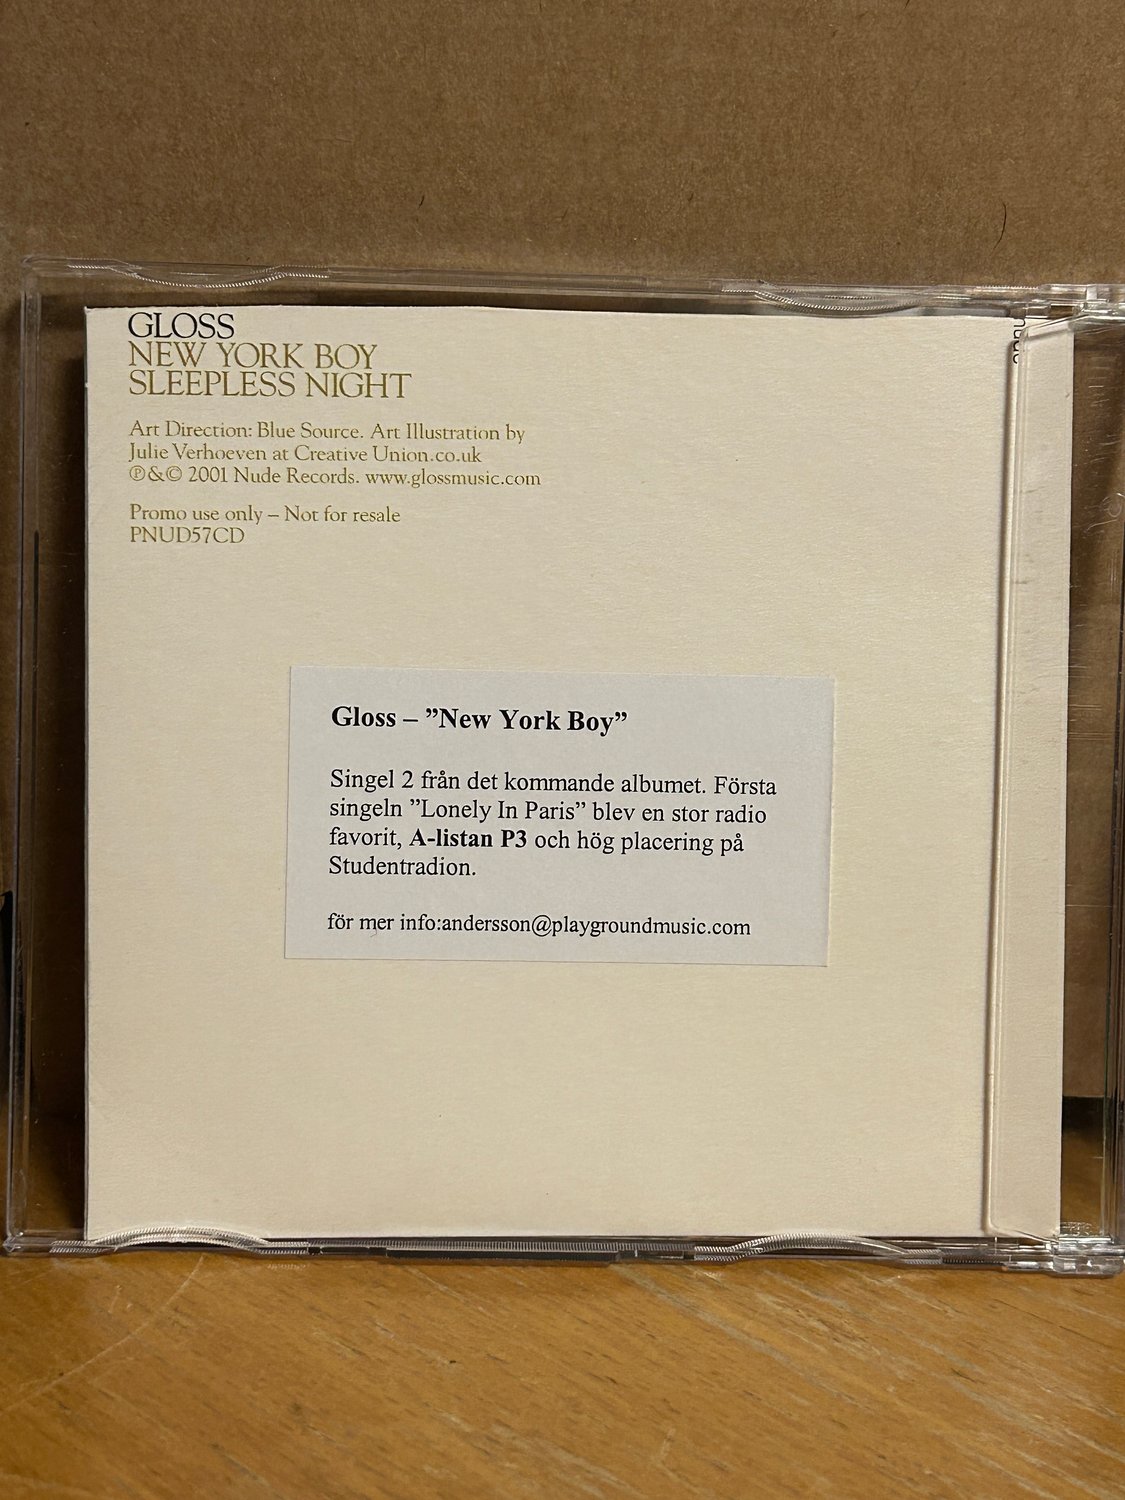 GLOSS
NEW YORK BOY
SLEEPLESS NIGHT
Art Direction: Blue Source. Art Illustration by
Julie Verhoeven at Creative Union.co.uk
℗&© 2001 Nude Records. www.glossmusic.com
Promo use only – Not for resale
PNUD57CD
nude
Gloss – ”New York Boy”
Singel 2 från det kommande albumet. Första
singeln ”Lonely In Paris” blev en stor radio
favorit, A-listan P3 och hög placering på
Studentradion.
för mer info:andersson@playgroundmusic.com